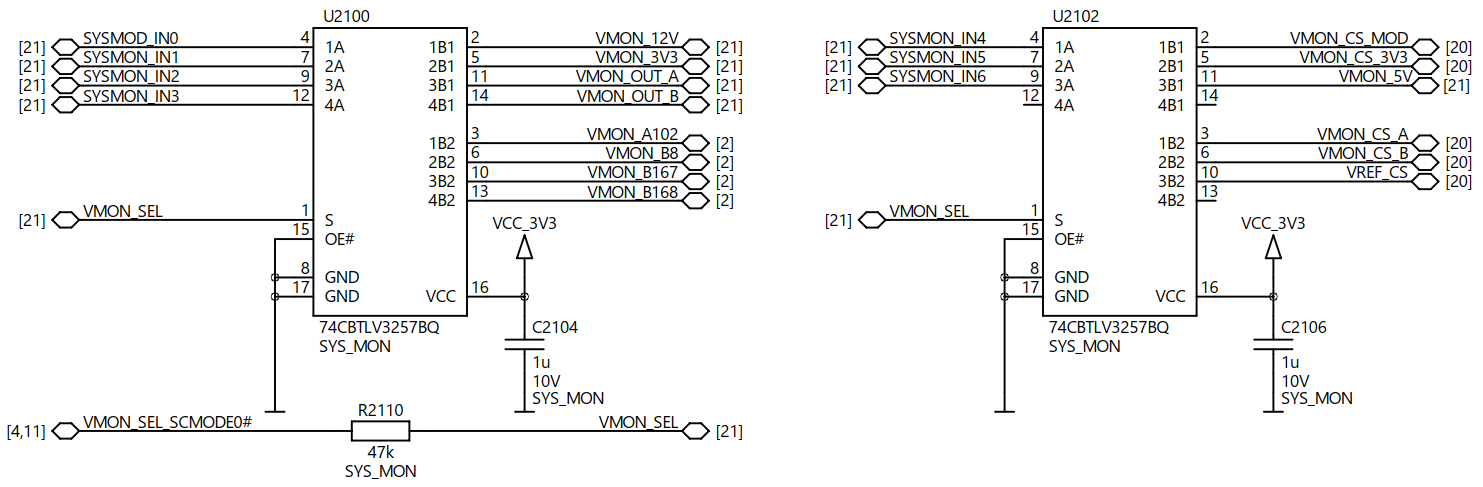 U2100
[21] SYSMOD_IN0 4 1A 1B1 2 VMON_12V [21]
[21] SYSMON_IN1 7 2A 2B1 5 VMON_3V3 [21]
[21] SYSMON_IN2 9 3A 3B1 11 VMON_OUT_A [21]
[21] SYSMON_IN3 12 4A 4B1 14 VMON_OUT_B [21]
1B2 3 VMON_A102 [2]
2B2 6 VMON_B8 [2]
3B2 10 VMON_B167 [2]
4B2 13 VMON_B168 [2]
[21] VMON_SEL 1 S
15 OE#
VCC_3V3
8 GND
17 GND VCC 16
74CBTLV3257BQ
SYS_MON
C2104
1u
10V
SYS_MON
U2102
[21] SYSMON_IN4 4 1A 1B1 2 VMON_CS_MOD [20]
[21] SYSMON_IN5 7 2A 2B1 5 VMON_CS_3V3 [20]
[21] SYSMON_IN6 9 3A 3B1 11 VMON_5V [21]
12 4A 4B1 14
1B2 3 VMON_CS_A [20]
2B2 6 VMON_CS_B [20]
3B2 10 VREF_CS [20]
4B2 13
[21] VMON_SEL 1 S
15 OE#
VCC_3V3
8 GND
17 GND VCC 16
74CBTLV3257BQ
SYS_MON
C2106
1u
10V
SYS_MON
R2110
[4,11] VMON_SEL_SCMODE0# VMON_SEL [21]
47k
SYS_MON